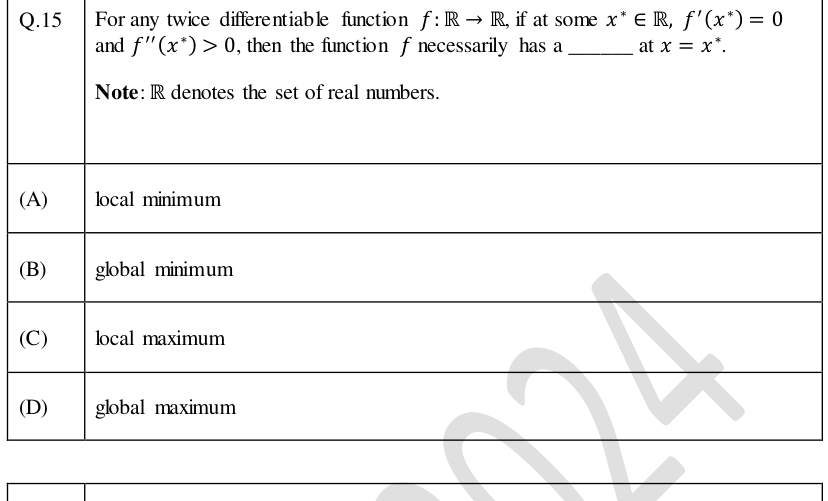 Q.15 For any twice differentiable function f: ℝ → ℝ, if at some x* ∈ ℝ, f′(x*) = 0
and f′′(x*) > 0, then the function f necessarily has a ______ at x = x*.
Note: ℝ denotes the set of real numbers.
(A) local minimum
(B) global minimum
(C) local maximum
(D) global maximum
024